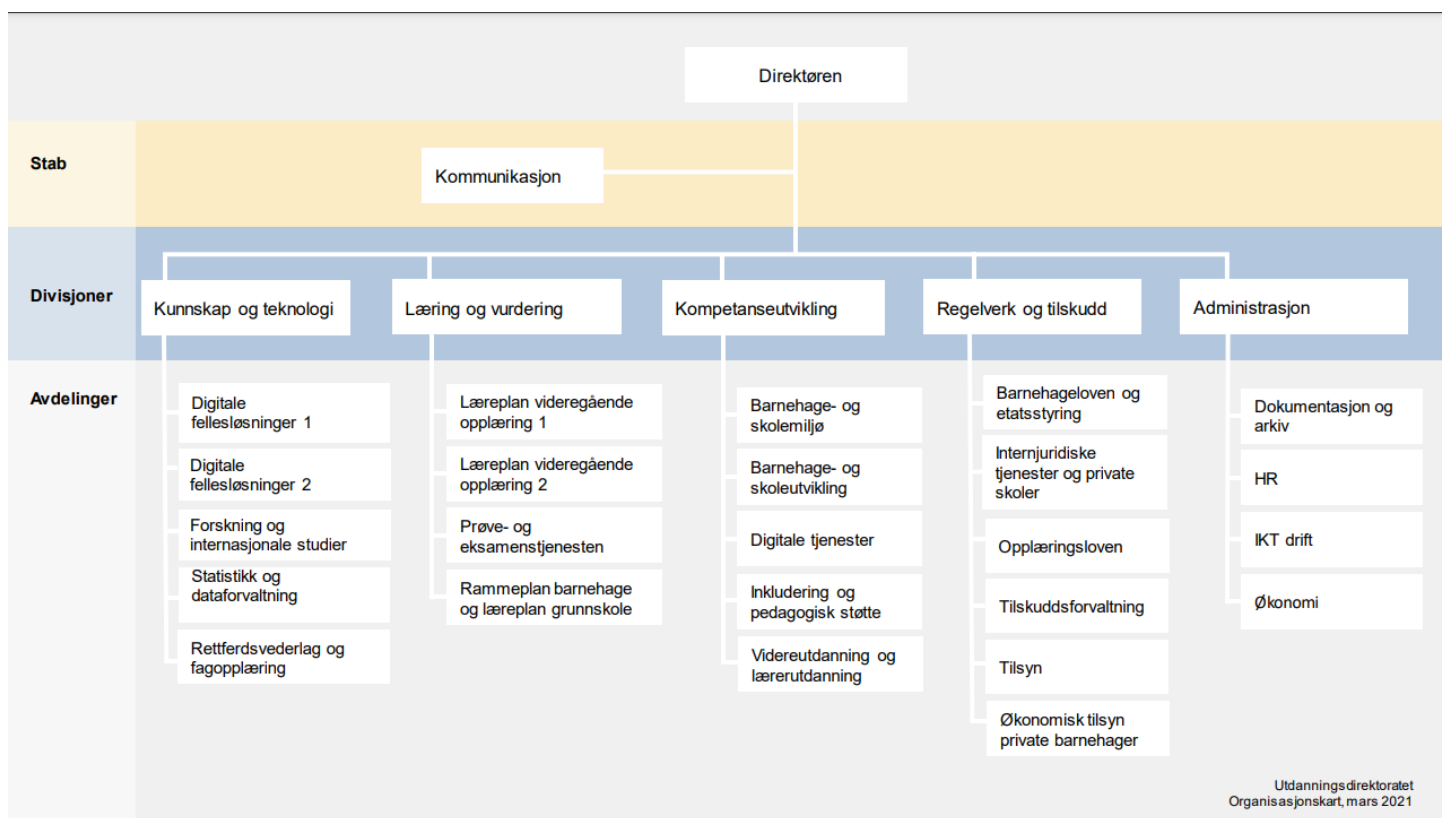 Direktøren
Stab
Kommunikasjon
Divisjoner
Kunnskap og teknologi
Læring og vurdering
Kompetanseutvikling
Regelverk og tilskudd
Administrasjon
Avdelinger
Digitale
fellesløsninger 1
Digitale
fellesløsninger 2
Forskning og
internasjonale studier
Statistikk og
dataforvaltning
Rettferdsvederlag og
fagopplæring
Læreplan videregående
opplæring 1
Læreplan videregående
opplæring 2
Prøve- og
eksamenstjenesten
Rammeplan barnehage
og læreplan grunnskole
Barnehage- og
skolemiljø
Barnehage- og
skoleutvikling
Digitale tjenester
Inkludering og
pedagogisk støtte
Videreutdanning og
lærerutdanning
Barnehageloven og
etatsstyring
Internjuridiske
tjenester og private
skoler
Opplæringsloven
Tilskuddsforvaltning
Tilsyn
Økonomisk tilsyn
private barnehager
Dokumentasjon og
arkiv
HR
IKT drift
Økonomi
Utdanningsdirektoratet
Organisasjonskart, mars 2021